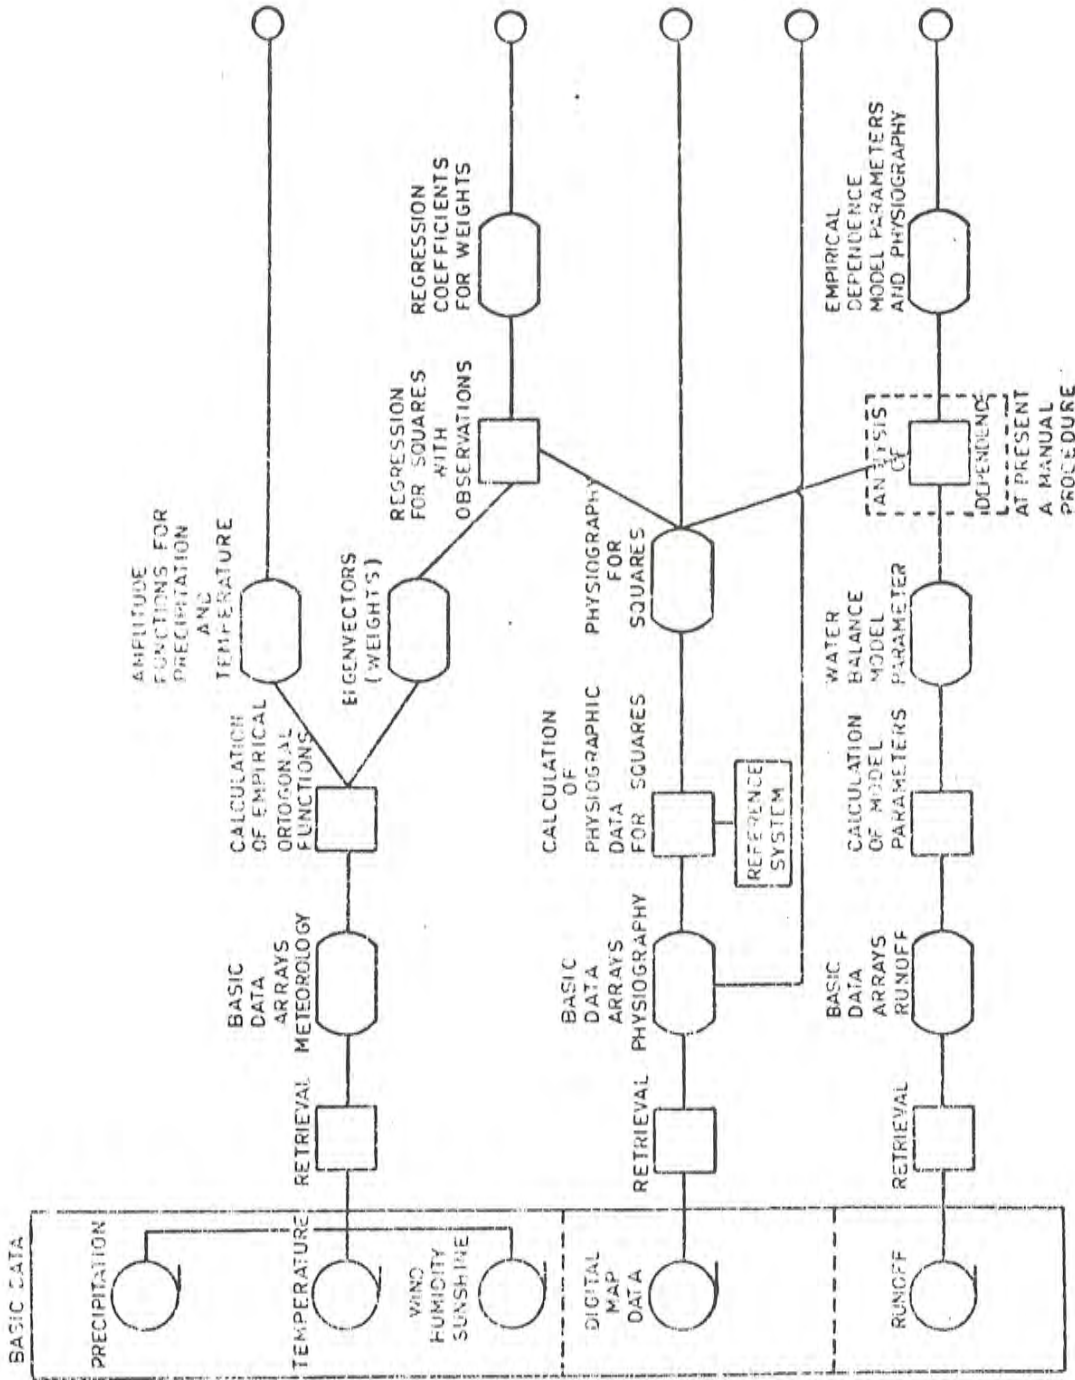 BASIC DATA
PRECIPITATION
TEMPERATURE
WIND
HUMIDITY
SUNSHINE
DIGITAL
MAP
DATA
RUNOFF
RETRIEVAL
RETRIEVAL
RETRIEVAL
BASIC
DATA
ARRAYS
METEOROLOGY
BASIC
DATA
ARRAYS
PHYSIOGRAPHY
BASIC
DATA
ARRAYS
RUNOFF
CALCULATION
OF EMPIRICAL
ORTOGONAL
FUNCTIONS
CALCULATION
OF
PHYSIOGRAPHIC
DATA
FOR SQUARES
REFERENCE
SYSTEM
CALCULATION
OF MODEL
PARAMETERS
AMPLITUDE
FUNCTIONS FOR
PRECIPITATION
AND
TEMPERATURE
EIGENVECTORS
(WEIGHTS)
PHYSIOGRAPHY
FOR
SQUARES
WATER
BALANCE
MODEL
PARAMETER
REGRESSION
FOR SQUARES
WITH
OBSERVATIONS
ANALYSIS
OF
DEPENDENCE
AT PRESENT
A MANUAL
PROCEDURE
REGRESSION
COEFFICIENTS
FOR WEIGHTS
EMPIRICAL
DEPENDENCE
MODEL PARAMETERS
AND PHYSIOGRAPHY